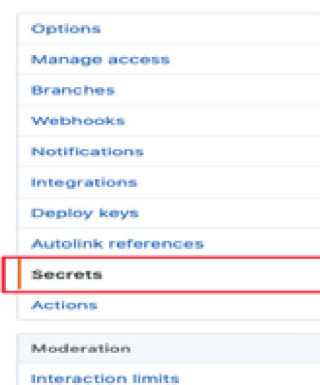 Options
Manage access
Branches
Webhooks
Notifications
Integrations
Deploy keys
Autolink references
Secrets
Actions
Moderation
Interaction limits